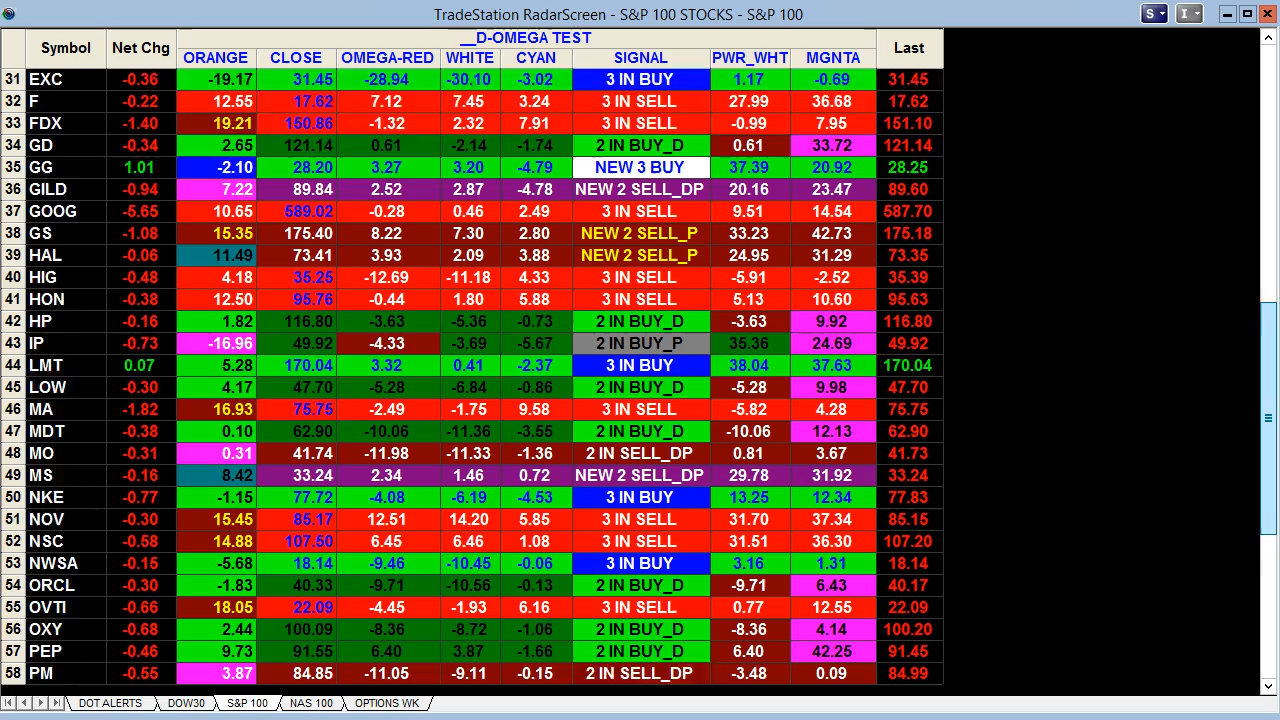 TradeStation RadarScreen - S&P 100 STOCKS - S&P 100
S I
Symbol Net Chg __D-OMEGA TEST Last
ORANGE CLOSE OMEGA-RED WHITE CYAN SIGNAL PWR_WHT MGNTA
31 EXC -0.36 -19.17 31.45 -28.94 -30.10 -3.02 3 IN BUY 1.17 -0.69 31.45
32 F -0.22 12.55 17.62 7.12 7.45 3.24 3 IN SELL 27.99 36.68 17.62
33 FDX -1.40 19.21 150.86 -1.32 2.32 7.91 3 IN SELL -0.99 7.95 151.10
34 GD -0.34 2.65 121.14 0.61 -2.14 -1.74 2 IN BUY_D 0.61 33.72 121.14
35 GG 1.01 -2.10 28.20 3.27 3.20 -4.79 NEW 3 BUY 37.39 20.92 28.25
36 GILD -0.94 7.22 89.84 2.52 2.87 -4.78 NEW 2 SELL_DP 20.16 23.47 89.60
37 GOOG -5.65 10.65 589.02 -0.28 0.46 2.49 3 IN SELL 9.51 14.54 587.70
38 GS -1.08 15.35 175.40 8.22 7.30 2.80 NEW 2 SELL_P 33.23 42.73 175.18
39 HAL -0.06 11.49 73.41 3.93 2.09 3.88 NEW 2 SELL_P 24.95 31.29 73.35
40 HIG -0.48 4.18 35.25 -12.69 -11.18 4.33 3 IN SELL -5.91 -2.52 35.39
41 HON -0.38 12.50 95.76 -0.44 1.80 5.88 3 IN SELL 5.13 10.60 95.63
42 HP -0.16 1.82 116.80 -3.63 -5.36 -0.73 2 IN BUY_D -3.63 9.92 116.80
43 IP -0.73 -16.96 49.92 -4.33 -3.69 -5.67 2 IN BUY_P 35.36 24.69 49.92
44 LMT 0.07 5.28 170.04 3.32 0.41 -2.37 3 IN BUY 38.04 37.63 170.04
45 LOW -0.30 4.17 47.70 -5.28 -6.84 -0.86 2 IN BUY_D -5.28 9.98 47.70
46 MA -1.82 16.93 75.75 -2.49 -1.75 9.58 3 IN SELL -5.82 4.28 75.75
47 MDT -0.38 0.10 62.90 -10.06 -11.36 -3.55 2 IN BUY_D -10.06 12.13 62.90
48 MO -0.31 0.31 41.74 -11.98 -11.33 -1.36 2 IN SELL_DP 0.81 3.67 41.73
49 MS -0.16 8.42 33.24 2.34 1.46 0.72 NEW 2 SELL_DP 29.78 31.92 33.24
50 NKE -0.77 -1.15 77.72 -4.08 -6.19 -4.53 3 IN BUY 13.25 12.34 77.83
51 NOV -0.30 15.45 85.17 12.51 14.20 5.85 3 IN SELL 31.70 37.34 85.15
52 NSC -0.58 14.88 107.50 6.45 6.46 1.08 3 IN SELL 31.51 36.30 107.20
53 NWSA -0.15 -5.68 18.14 -9.46 -10.45 -0.06 3 IN BUY 3.16 1.31 18.14
54 ORCL -0.30 -1.83 40.33 -9.71 -10.56 -0.13 2 IN BUY_D -9.71 6.43 40.17
55 OVTI -0.66 18.05 22.09 -4.45 -1.93 6.16 3 IN SELL 0.77 12.55 22.09
56 OXY -0.68 2.44 100.09 -8.36 -8.72 -1.06 2 IN BUY_D -8.36 4.14 100.20
57 PEP -0.46 9.73 91.55 6.40 3.87 -1.66 2 IN BUY_D 6.40 42.25 91.45
58 PM -0.55 3.87 84.85 -11.05 -9.11 -0.15 2 IN SELL_DP -3.48 0.09 84.99
DOT ALERTS DOW30 S&P 100 NAS 100 OPTIONS WK